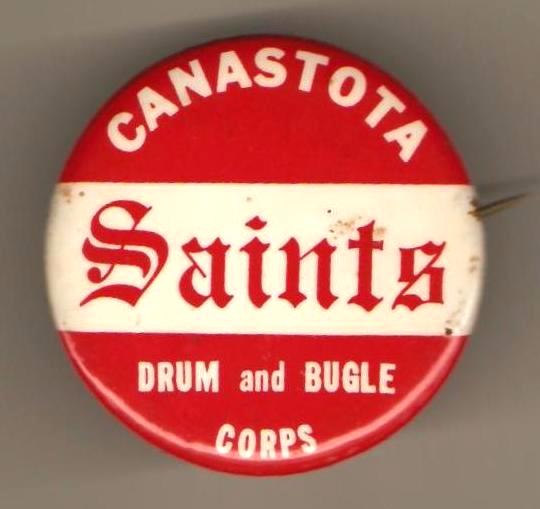 CANASTOTA
Saints
DRUM and BUGLE
CORPS